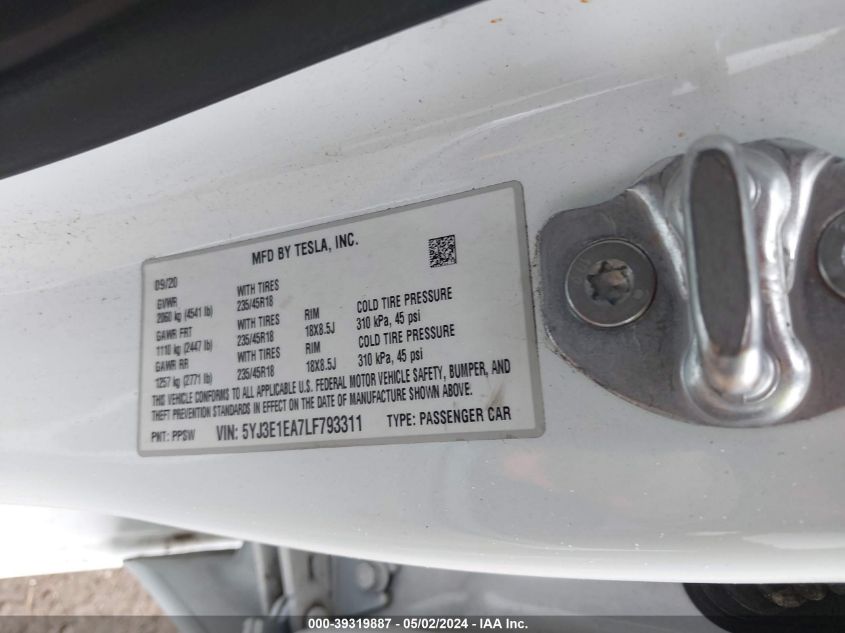 MFD BY TESLA, INC.
09/20
GVWR WITH TIRES
2060 kg (4541 lb) 235/45R18 RIM COLD TIRE PRESSURE
GAWR FRT WITH TIRES 18X8.5J 310 kPa, 45 psi
1110 kg (2447 lb) 235/45R18 RIM COLD TIRE PRESSURE
GAWR RR WITH TIRES 18X8.5J 310 kPa, 45 psi
1257 kg (2771 lb) 235/45R18
THIS VEHICLE CONFORMS TO ALL APPLICABLE U.S. FEDERAL MOTOR VEHICLE SAFETY, BUMPER, AND
THEFT PREVENTION STANDARDS IN EFFECT ON THE DATE OF MANUFACTURE SHOWN ABOVE.
PNT: PPSW VIN: 5YJ3E1EA7LF793311 TYPE: PASSENGER CAR
000-39319887 - 05/02/2024 - IAA Inc.